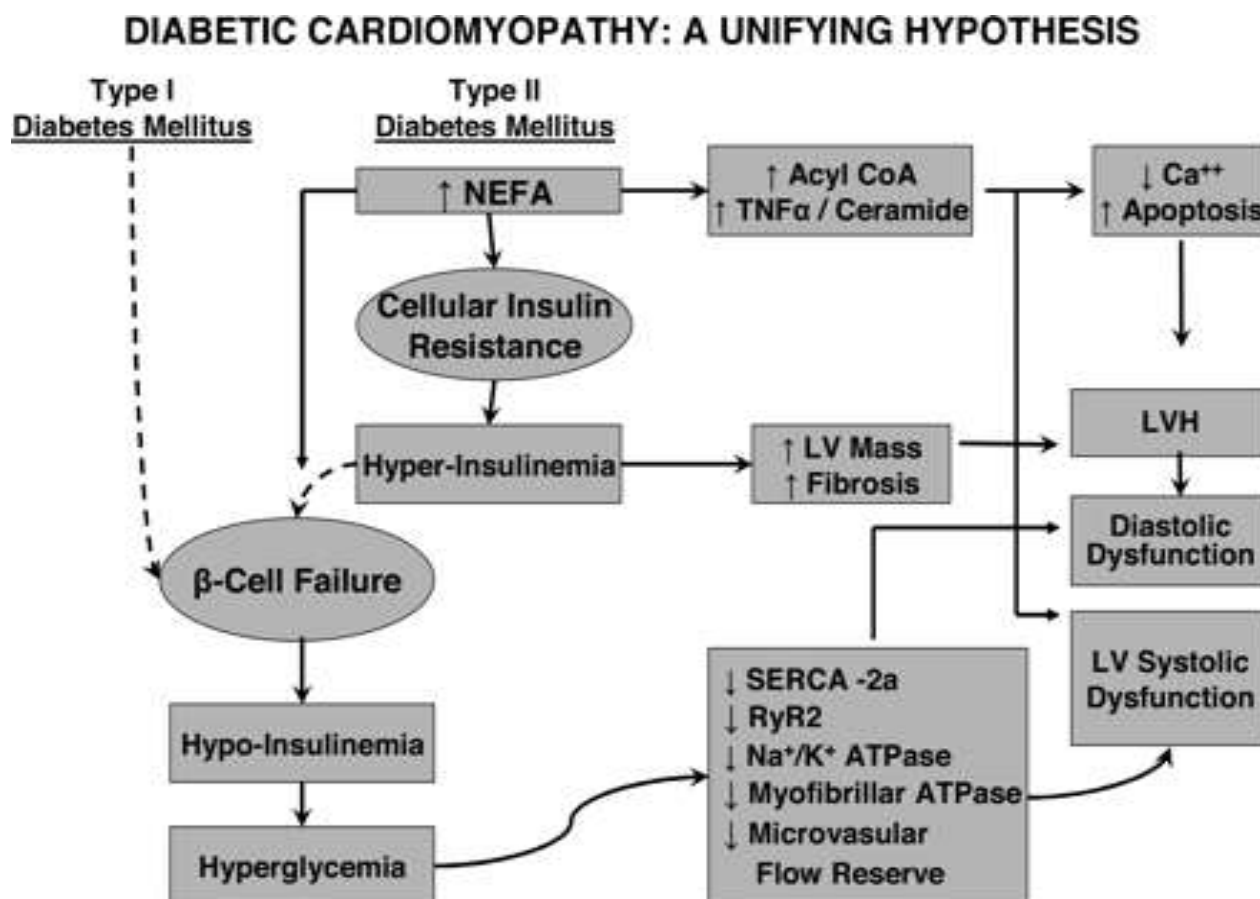 DIABETIC CARDIOMYOPATHY: A UNIFYING HYPOTHESIS
Type I
Diabetes Mellitus
Type II
Diabetes Mellitus
↑ NEFA
↑ Acyl CoA
↑ TNFα / Ceramide
↓ Ca⁺⁺
↑ Apoptosis
Cellular Insulin
Resistance
Hyper-Insulinemia
↑ LV Mass
↑ Fibrosis
LVH
Diastolic
Dysfunction
β-Cell Failure
LV Systolic
Dysfunction
↓ SERCA -2a
↓ RyR2
↓ Na⁺/K⁺ ATPase
↓ Myofibrillar ATPase
↓ Microvasular
Flow Reserve
Hypo-Insulinemia
Hyperglycemia